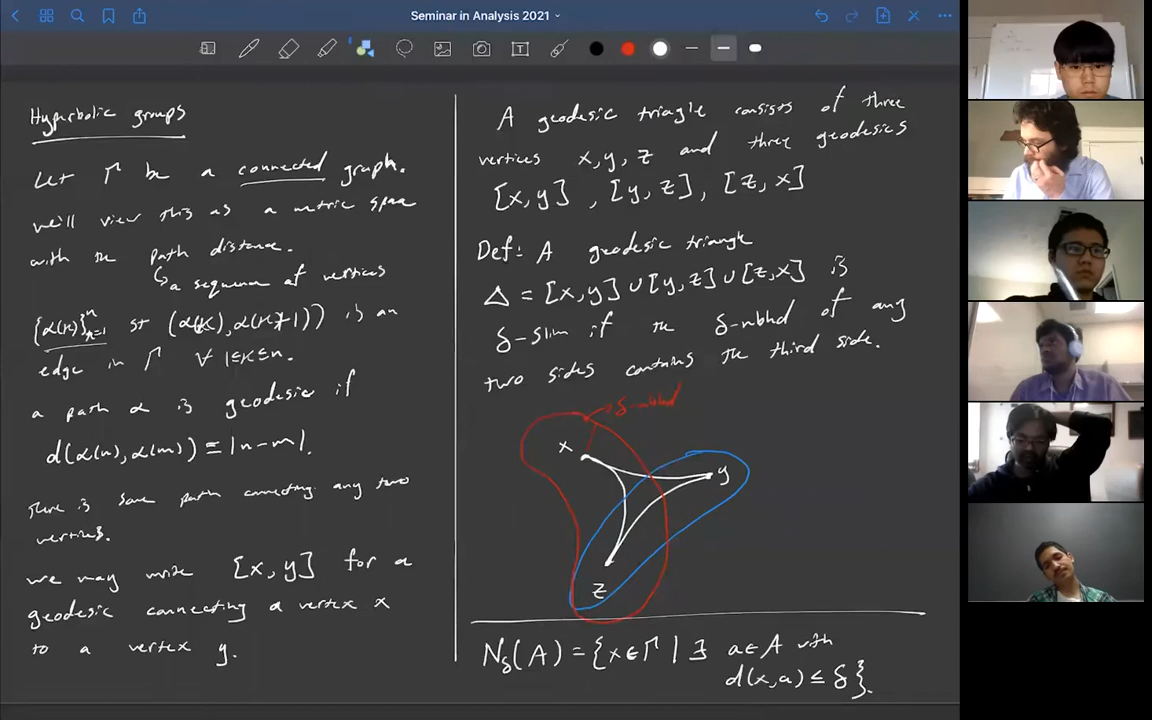 Seminar in Analysis 2021
Hyperbolic groups
Let Γ be a connected graph.
we'll view this as a metric space
with the path distance.
↳ a sequence of vertices
{α(k)}ⁿₖ₌₁ st (α(k), α(k+1)) is an
edge in Γ ∀ 1≤k≤n.
a path α is geodesic if
d(α(n), α(m)) = |n-m|.
There is some path connecting any two
vertices.
we may write [x,y] for a
geodesic connecting a vertex x
to a vertex y.
A geodesic triangle consists of three
vertices x,y,z and three geodesics
[x,y], [y,z], [z,x]
Def: A geodesic triangle
Δ = [x,y] ∪ [y,z] ∪ [z,x] is
δ-slim if the δ-nbhd of any
two sides contains the third side.
δ-nbhd
x
y
z
N_δ(A) = {x∈Γ | ∃ a∈A with
d(x,a) ≤ δ}.